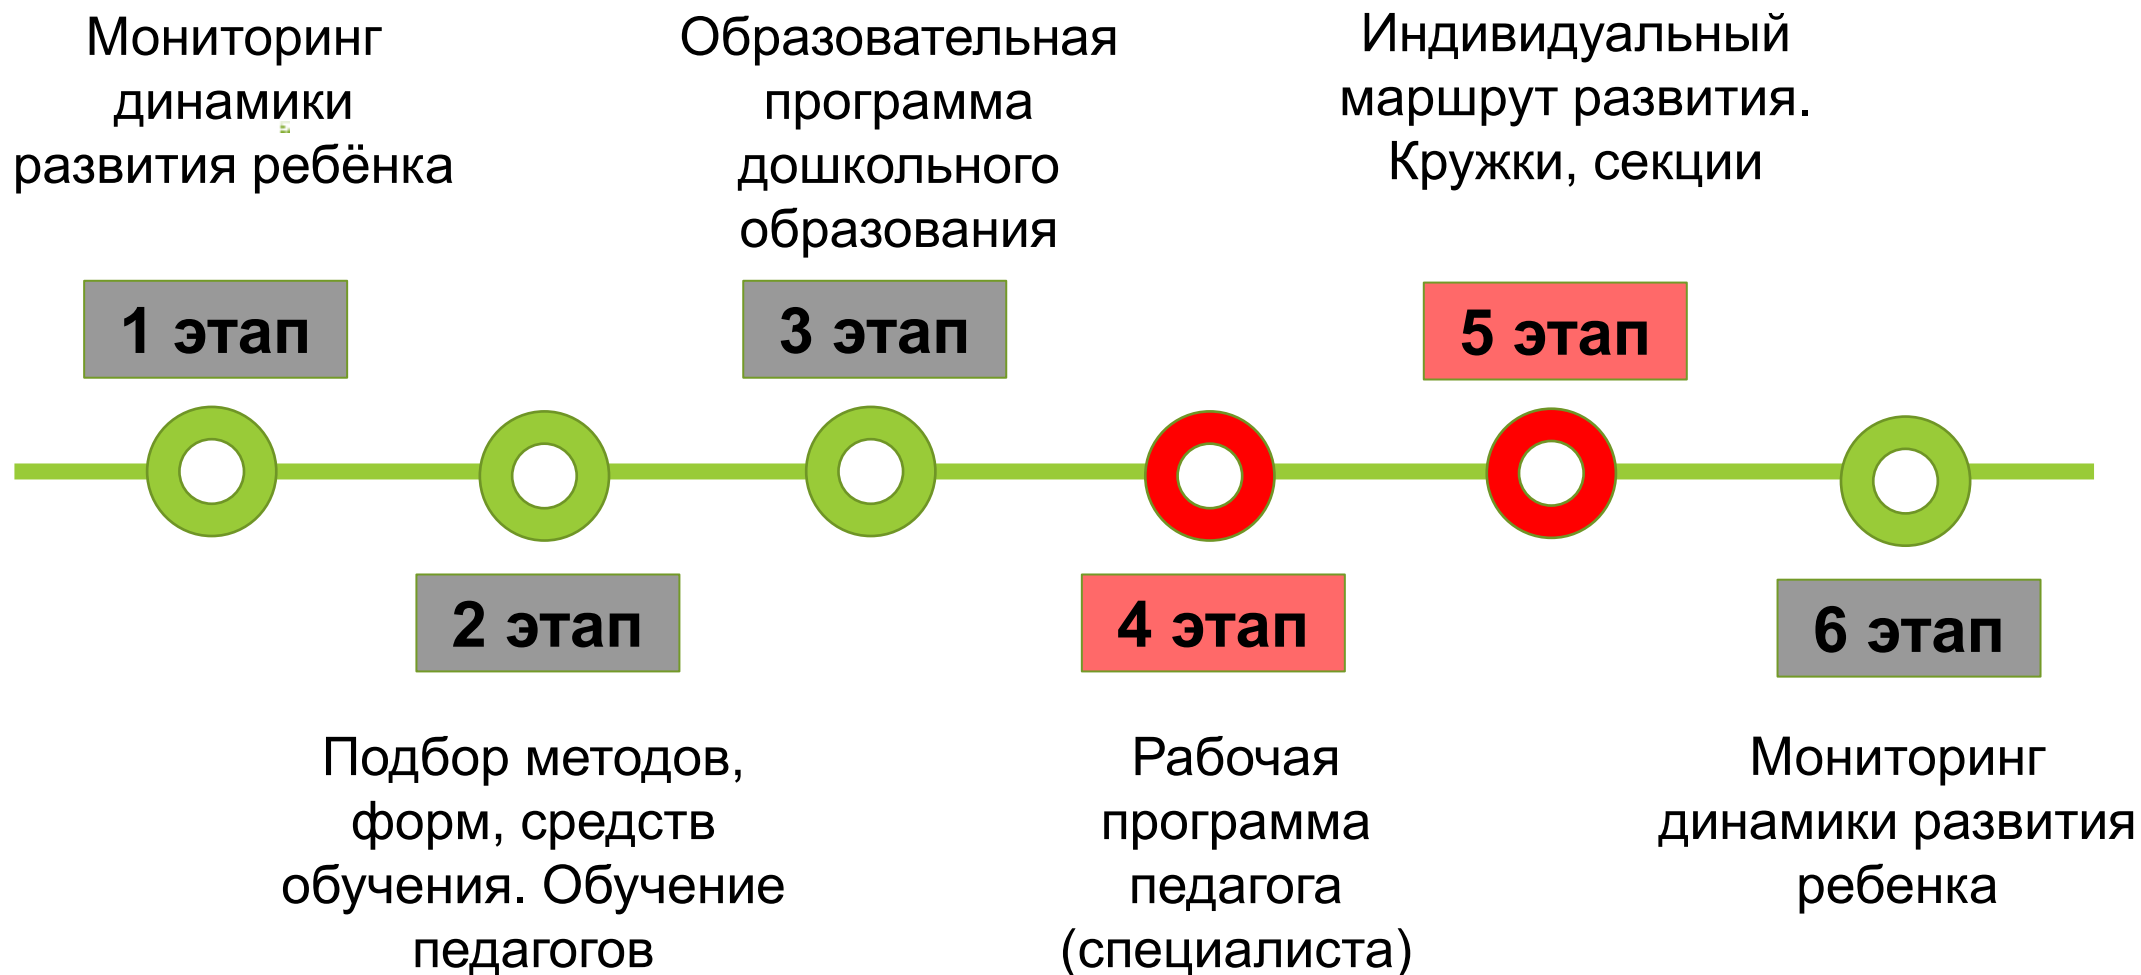 Мониторинг
динамики
развития ребёнка
1 этап
Подбор методов,
форм, средств
обучения. Обучение
педагогов
2 этап
Образовательная
программа
дошкольного
образования
3 этап
4 этап
Рабочая
программа
педагога
(специалиста)
Индивидуальный
маршрут развития.
Кружки, секции
5 этап
6 этап
Мониторинг
динамики развития
ребенка